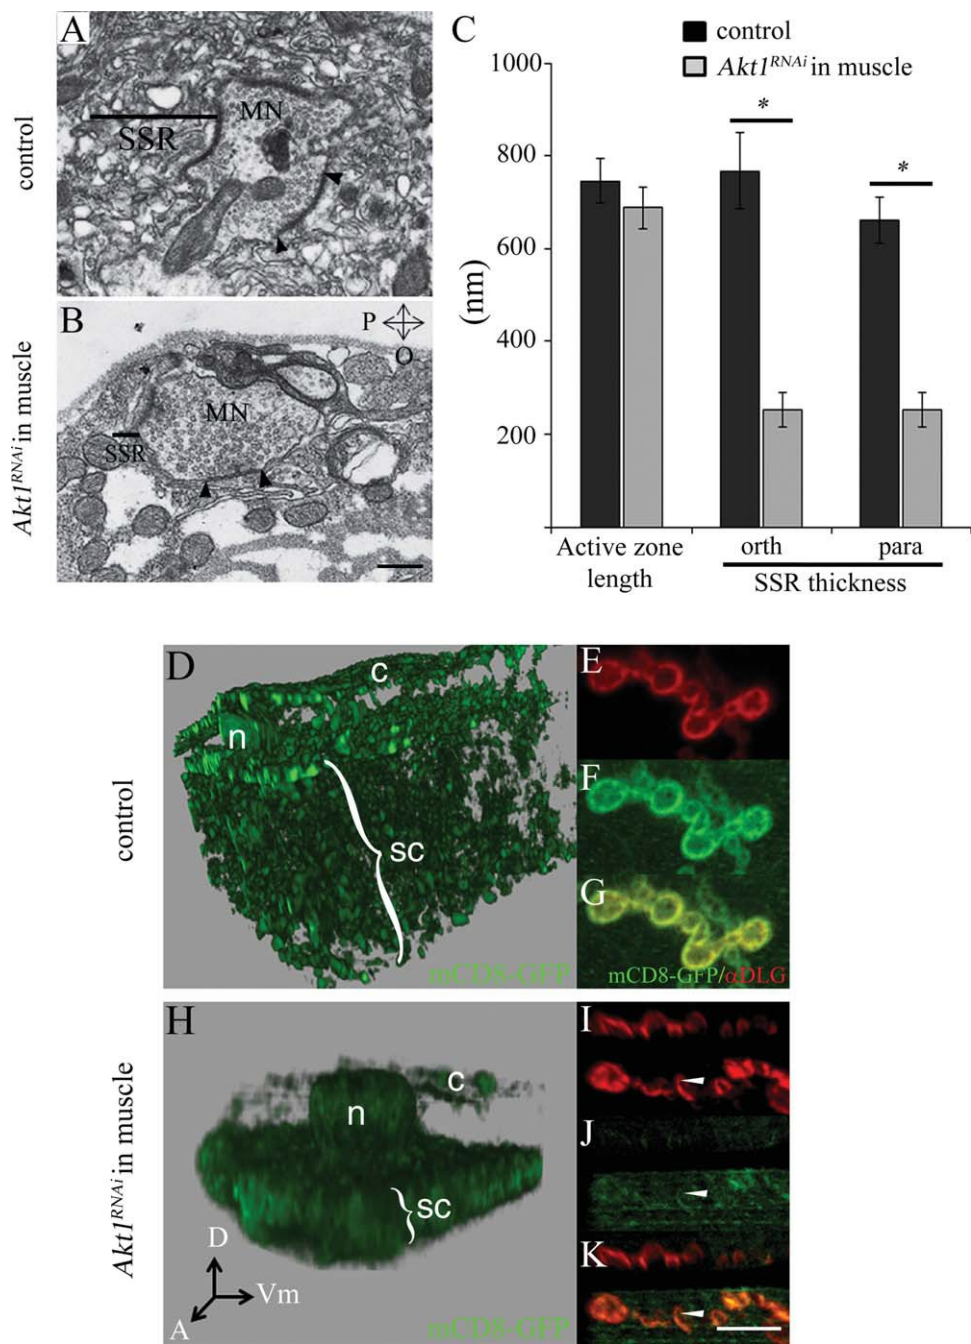 A
MN
SSR
control
B
P
O
MN
SSR
Akt1RNAi in muscle
C
control
Akt1RNAi in muscle
1000
800
600
400
200
(nm)
*
*
Active zone
length
orth
para
SSR thickness
D
c
n
sc
mCD8-GFP
control
E
F
G
mCD8-GFP/αDLG
H
c
n
sc
D
Vm
A
mCD8-GFP
Akt1RNAi in muscle
I
J
K